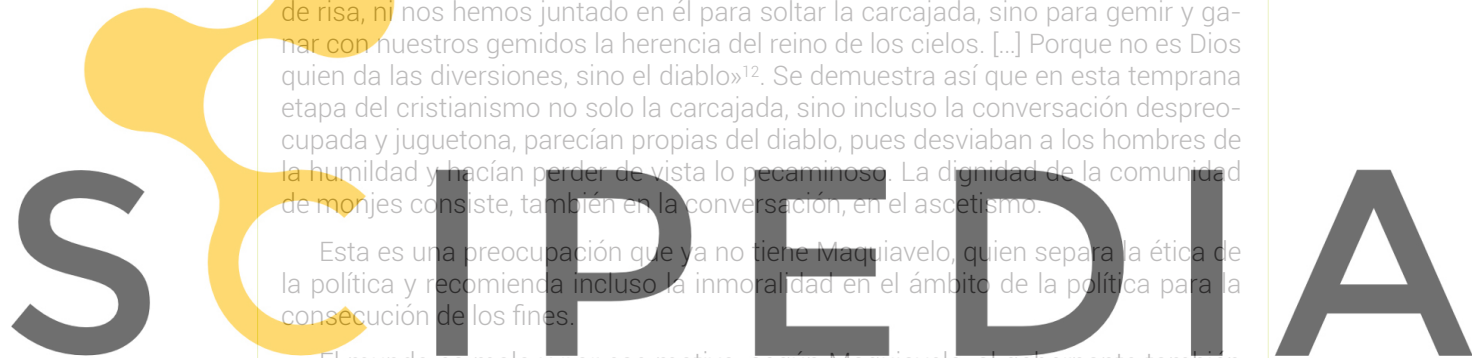 de risa, ni nos hemos juntado en él para soltar la carcajada, sino para gemir y ga-
nar con nuestros gemidos la herencia del reino de los cielos. [...] Porque no es Dios
quien da las diversiones, sino el diablo»¹². Se demuestra así que en esta temprana
etapa del cristianismo no solo la carcajada, sino incluso la conversación despreo-
cupada y juguetona, parecían propias del diablo, pues desviaban a los hombres de
la humildad y hacían perder de vista lo pecaminoso. La dignidad de la comunidad
de monjes consiste, también en la conversación, en el ascetismo.
Esta es una preocupación que ya no tiene Maquiavelo, quien separa la ética de
la política y recomienda incluso la inmoralidad en el ámbito de la política para la
consecución de los fines.
SCIPEDIA